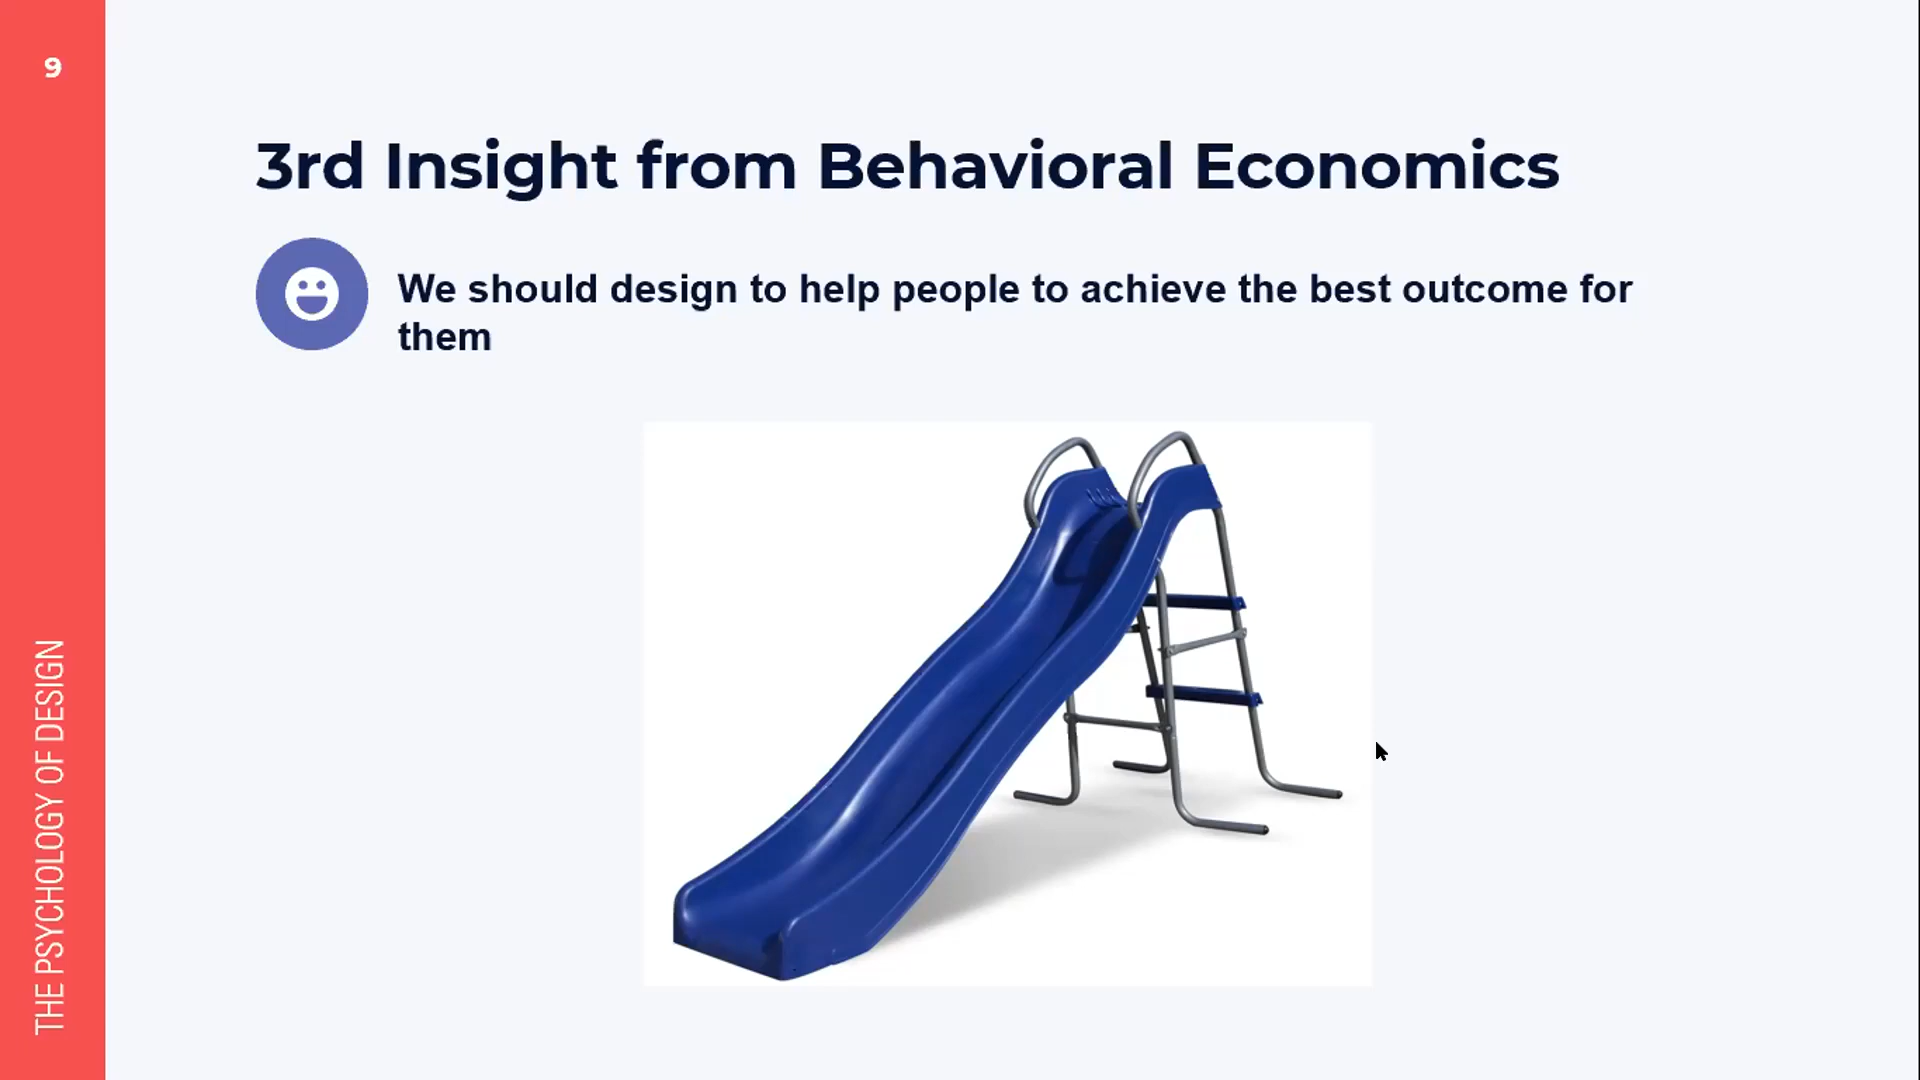 9
3rd Insight from Behavioral Economics
We should design to help people to achieve the best outcome for
them
THE PSYCHOLOGY OF DESIGN